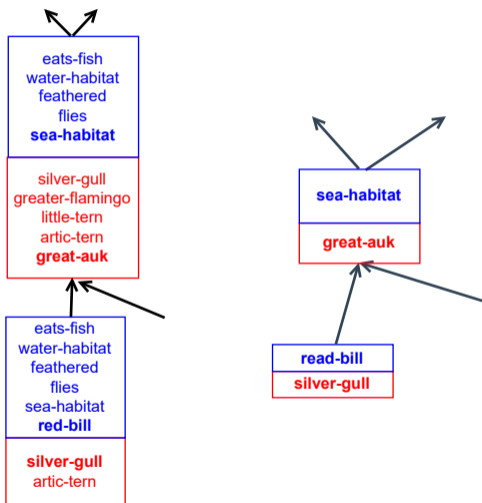 eats-fish
water-habitat
feathered
flies
sea-habitat
silver-gull
greater-flamingo
little-tern
artic-tern
great-auk
eats-fish
water-habitat
feathered
flies
sea-habitat
red-bill
silver-gull
artic-tern
sea-habitat
great-auk
read-bill
silver-gull